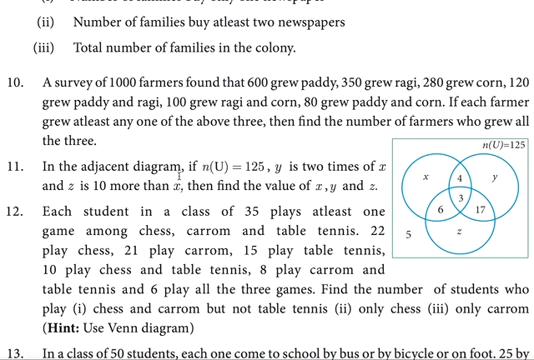 (ii) Number of families buy atleast two newspapers
(iii) Total number of families in the colony.
10. A survey of 1000 farmers found that 600 grew paddy, 350 grew ragi, 280 grew corn, 120
grew paddy and ragi, 100 grew ragi and corn, 80 grew paddy and corn. If each farmer
grew atleast any one of the above three, then find the number of farmers who grew all
the three.
11. In the adjacent diagram, if n(U) = 125, y is two times of x
and z is 10 more than x, then find the value of x, y and z.
n(U)=125
x 4 y
3
6 17
5 z
12. Each student in a class of 35 plays atleast one
game among chess, carrom and table tennis. 22
play chess, 21 play carrom, 15 play table tennis,
10 play chess and table tennis, 8 play carrom and
table tennis and 6 play all the three games. Find the number of students who
play (i) chess and carrom but not table tennis (ii) only chess (iii) only carrom
(Hint: Use Venn diagram)
13. In a class of 50 students, each one come to school by bus or by bicycle or on foot. 25 by